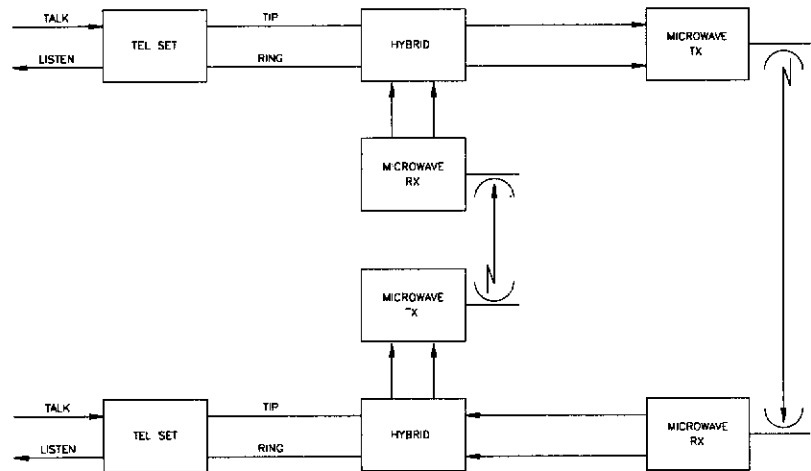 TALK
TIP
TEL SET
HYBRID
MICROWAVE
TX
LISTEN
RING
MICROWAVE
RX
MICROWAVE
TX
TALK
TIP
TEL SET
HYBRID
MICROWAVE
RX
LISTEN
RING